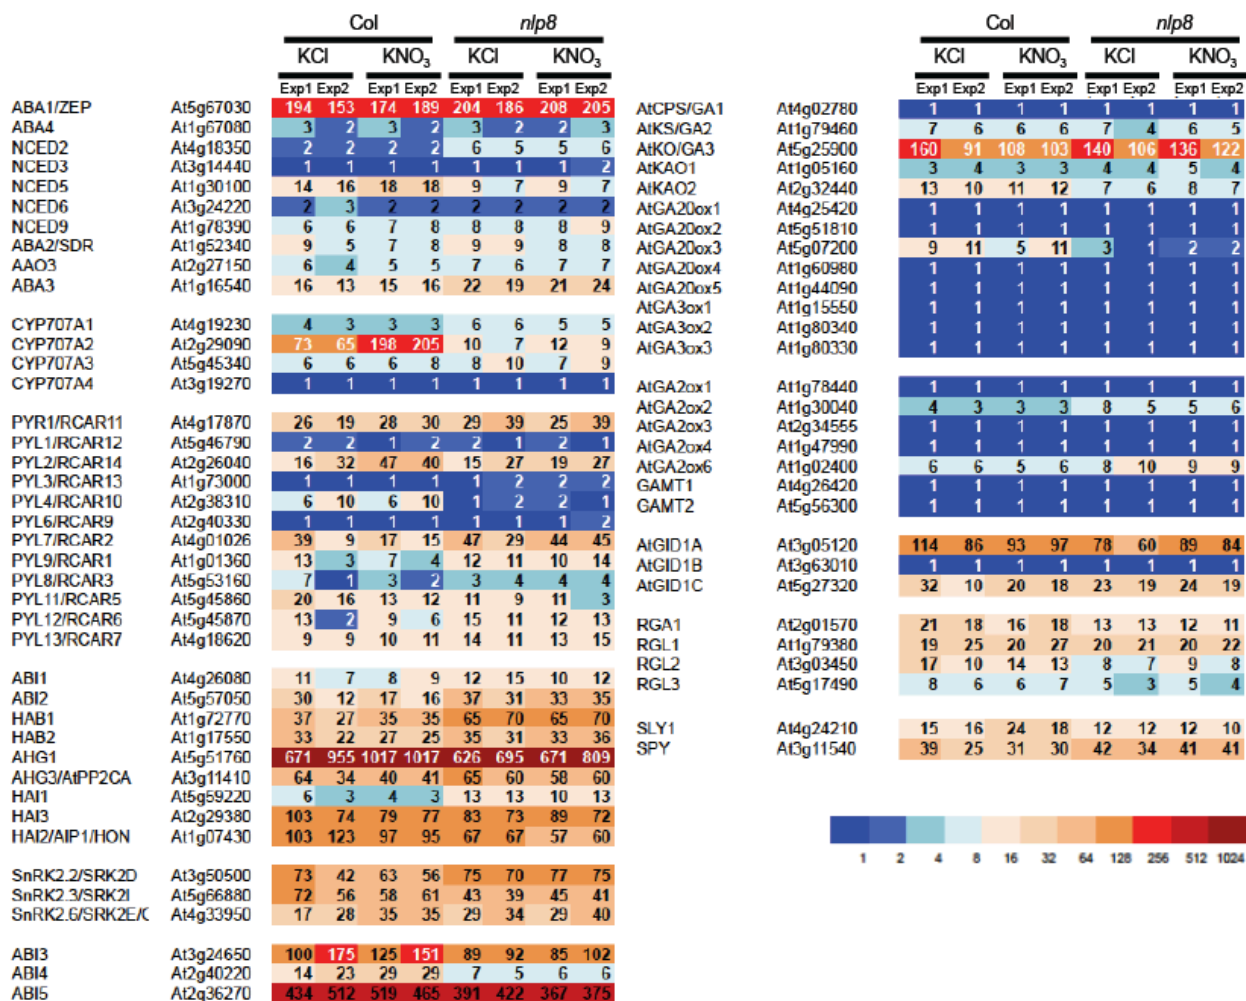 Col nlp8
KCl KNO3 KCl KNO3
Exp1 Exp2 Exp1 Exp2 Exp1 Exp2 Exp1 Exp2
ABA1/ZEP At5g67030 194 153 174 189 204 186 208 205
ABA4 At1g67080 3 2 3 2 3 2 2 3
NCED2 At4g18350 2 2 2 2 6 5 5 6
NCED3 At3g14440 1 1 1 1 1 1 1 2
NCED5 At1g30100 14 16 18 18 9 7 9 7
NCED6 At3g24220 2 3 2 2 2 2 2 2
NCED9 At1g78390 6 6 7 8 8 8 8 9
ABA2/SDR At1g52340 9 5 7 8 9 9 8 8
AAO3 At2g27150 6 4 5 5 7 6 7 7
ABA3 At1g16540 16 13 15 16 22 19 21 24
CYP707A1 At4g19230 4 3 3 3 6 6 5 5
CYP707A2 At2g29090 73 65 198 205 10 7 12 9
CYP707A3 At5g45340 6 6 6 8 8 10 7 9
CYP707A4 At3g19270 1 1 1 1 1 1 1 1
PYR1/RCAR11 At4g17870 26 19 28 30 29 39 25 39
PYL1/RCAR12 At5g46790 2 2 1 2 2 1 2 1
PYL2/RCAR14 At2g26040 16 32 47 40 15 27 19 27
PYL3/RCAR13 At1g73000 1 1 1 1 1 2 2 2
PYL4/RCAR10 At2g38310 6 10 6 10 1 2 2 1
PYL6/RCAR9 At2g40330 1 1 1 1 1 1 1 2
PYL7/RCAR2 At4g01026 39 9 17 15 47 29 44 45
PYL9/RCAR1 At1g01360 13 3 7 4 12 11 10 14
PYL8/RCAR3 At5g53160 7 1 3 2 3 4 4 4
PYL11/RCAR5 At5g45860 20 16 13 12 11 9 11 3
PYL12/RCAR6 At5g45870 13 2 9 6 15 11 12 13
PYL13/RCAR7 At4g18620 9 9 10 11 14 11 13 15
ABI1 At4g26080 11 7 8 9 12 15 10 12
ABI2 At5g57050 30 12 17 16 37 31 33 35
HAB1 At1g72770 37 27 35 35 65 70 65 70
HAB2 At1g17550 33 22 27 25 35 31 33 36
AHG1 At5g51760 671 955 1017 1017 626 695 671 809
AHG3/AtPP2CA At3g11410 64 34 40 41 65 60 58 60
HAI1 At5g59220 6 3 4 3 13 13 10 13
HAI3 At2g29380 103 74 79 77 83 73 89 72
HAI2/AIP1/HON At1g07430 103 123 97 95 67 67 57 60
SnRK2.2/SRK2D At3g50500 73 42 63 56 75 70 77 75
SnRK2.3/SRK2I At5g66880 72 56 58 61 43 39 45 41
SnRK2.6/SRK2E/( At4g33950 17 28 35 35 29 34 29 40
ABI3 At3g24650 100 175 125 151 89 92 85 102
ABI4 At2g40220 14 23 29 29 7 5 6 6
ABI5 At2g36270 434 512 519 465 391 422 367 375
Col nlp8
KCl KNO3 KCl KNO3
Exp1 Exp2 Exp1 Exp2 Exp1 Exp2 Exp1 Exp2
AtCPS/GA1 At4g02780 1 1 1 1 1 1 1 1
AtKS/GA2 At1g79460 7 6 6 6 7 4 6 5
AtKO/GA3 At5g25900 160 91 108 103 140 106 136 122
AtKAO1 At1g05160 3 4 3 3 4 4 5 4
AtKAO2 At2g32440 13 10 11 12 7 6 8 7
AtGA20ox1 At4g25420 1 1 1 1 1 1 1 1
AtGA20ox2 At5g51810 1 1 1 1 1 1 1 1
AtGA20ox3 At5g07200 9 11 5 11 3 1 2 2
AtGA20ox4 At1g60980 1 1 1 1 1 1 1 1
AtGA20ox5 At1g44090 1 1 1 1 1 1 1 1
AtGA3ox1 At1g15550 1 1 1 1 1 1 1 1
AtGA3ox2 At1g80340 1 1 1 1 1 1 1 1
AtGA3ox3 At1g80330 1 1 1 1 1 1 1 1
AtGA2ox1 At1g78440 1 1 1 1 1 1 1 1
AtGA2ox2 At1g30040 4 3 3 3 8 5 5 6
AtGA2ox3 At2g34555 1 1 1 1 1 1 1 1
AtGA2ox4 At1g47990 1 1 1 1 1 1 1 1
AtGA2ox6 At1g02400 6 6 5 6 8 10 9 9
GAMT1 At4g26420 1 1 1 1 1 1 1 1
GAMT2 At5g56300 1 1 1 1 1 1 1 1
AtGID1A At3g05120 114 86 93 97 78 60 89 84
AtGID1B At3g63010 1 1 1 1 1 1 1 1
AtGID1C At5g27320 32 10 20 18 23 19 24 19
RGA1 At2g01570 21 18 16 18 13 13 12 11
RGL1 At1g79380 19 25 20 27 20 21 20 22
RGL2 At3g03450 17 10 14 13 8 7 9 8
RGL3 At5g17490 8 6 6 7 5 3 5 4
SLY1 At4g24210 15 16 24 18 12 12 12 10
SPY At3g11540 39 25 31 30 42 34 41 41
1 2 4 8 16 32 64 128 256 512 1024